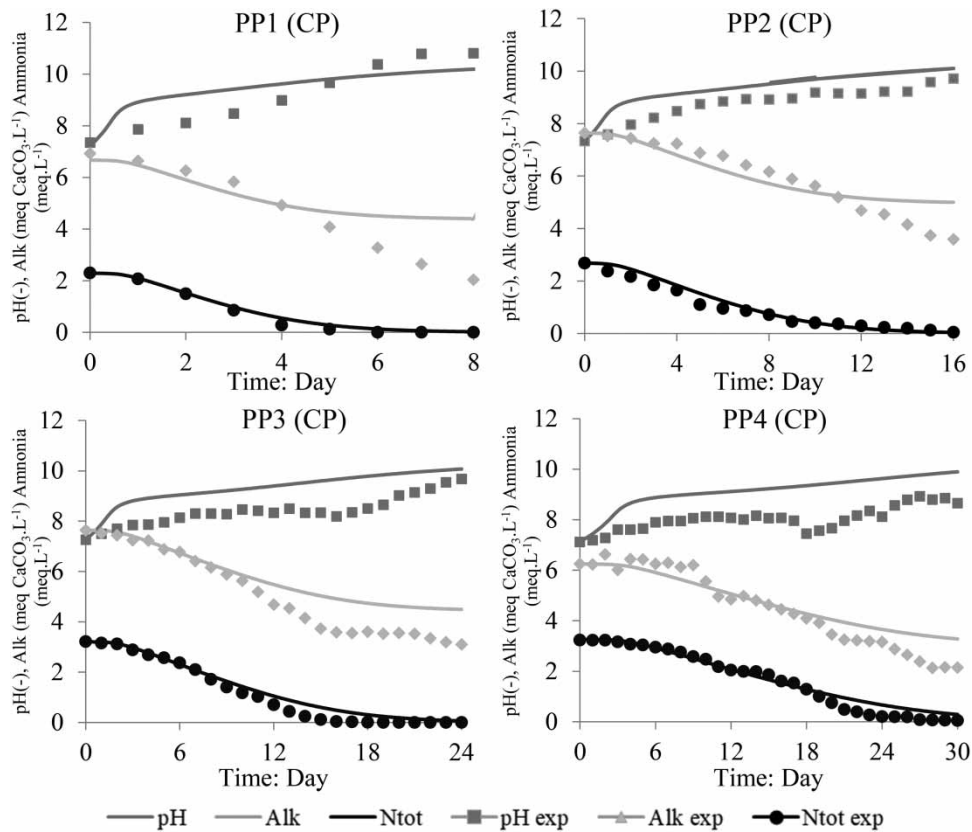 PP1 (CP)
PP2 (CP)
pH(-), Alk (meq CaCO3.L-1) Ammonia
(meq.L-1)
12
10
8
6
4
2
0
0 2 4 6 8
Time: Day
pH(-), Alk (meq CaCO3.L-1) Ammonia
(meq.L-1)
12
10
8
6
4
2
0
0 4 8 12 16
Time: Day
PP3 (CP)
PP4 (CP)
pH(-), Alk (meq CaCO3.L-1) Ammonia
(meq.L-1)
12
10
8
6
4
2
0
0 6 12 18 24
Time: Day
pH(-), Alk (meq CaCO3.L-1) Ammonia
(meq.L-1)
12
10
8
6
4
2
0
0 6 12 18 24 30
Time: Day
pH Alk Ntot pH exp Alk exp Ntot exp